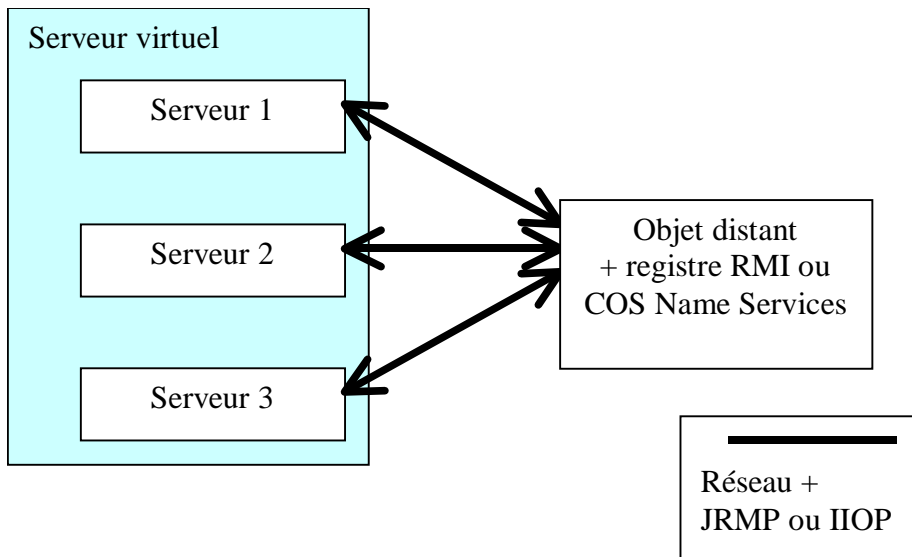 Serveur virtuel
Serveur 1
Serveur 2
Serveur 3
Objet distant
+ registre RMI ou
COS Name Services
Réseau +
JRMP ou IIOP